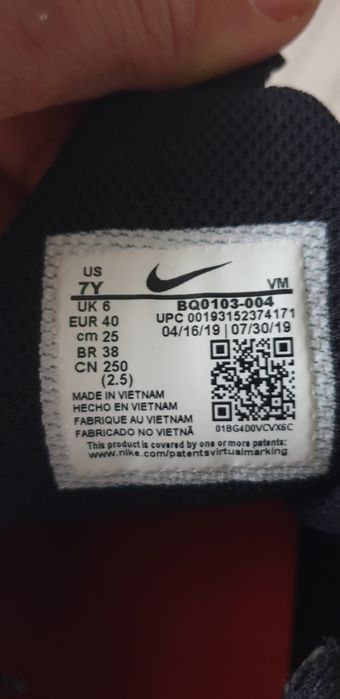 US
7Y VM
UK 6 BQ0103-004
EUR 40 UPC 00193152374171
cm 25 04/16/19 | 07/30/19
BR 38
CN 250
(2.5)
MADE IN VIETNAM
HECHO EN VIETNAM
FABRIQUE AU VIETNAM
FABRICADO NO VIETNÃ 01BG4D0VCVX6C
This product is covered by one or more patents:
www.nike.com/patentsvirtualmarking